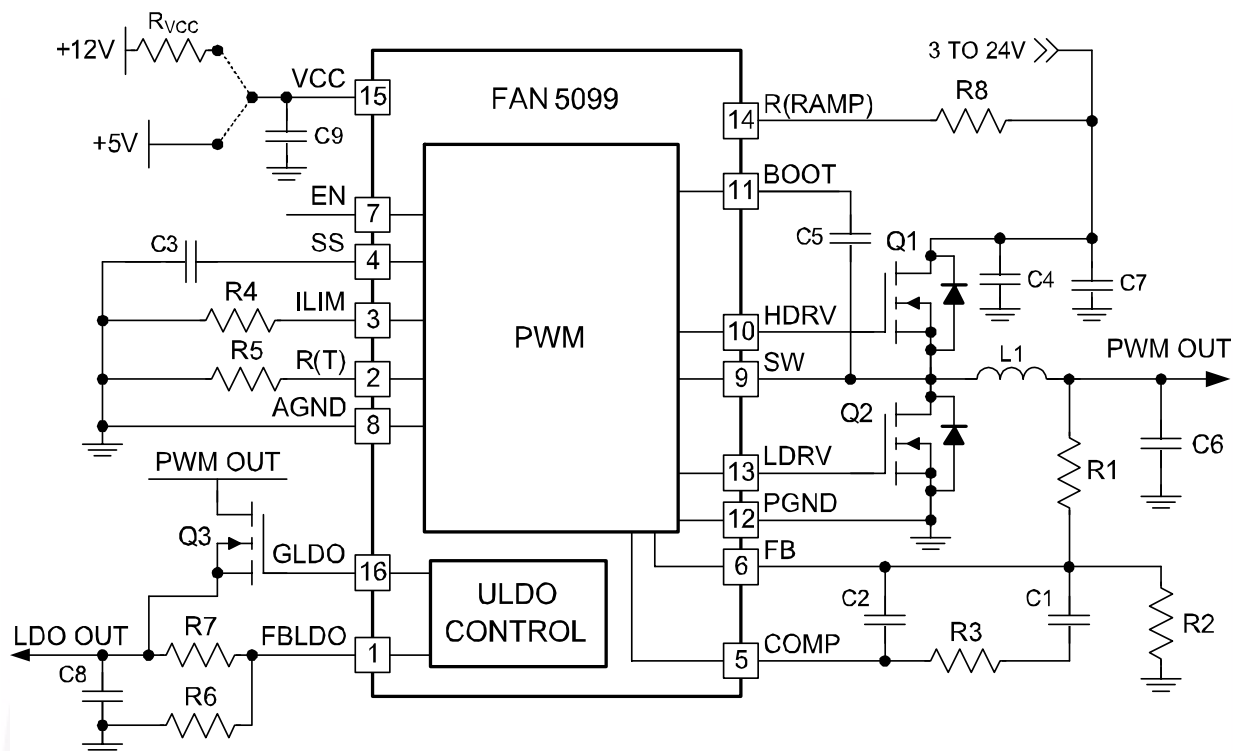 +12V
RVCC
VCC
15
+5V
C9
FAN 5099
3 TO 24V
R(RAMP)
14
R8
BOOT
11
EN
7
C3
SS
4
C5
Q1
C4
C7
R4
ILIM
3
PWM
HDRV
10
R5
R(T)
2
SW
9
L1
PWM OUT
AGND
8
Q2
C6
LDRV
13
R1
PWM OUT
PGND
12
Q3
GLDO
16
ULDO
CONTROL
FB
6
C2
C1
R2
LDO OUT
R7
FBLDO
1
COMP
5
R3
C8
R6